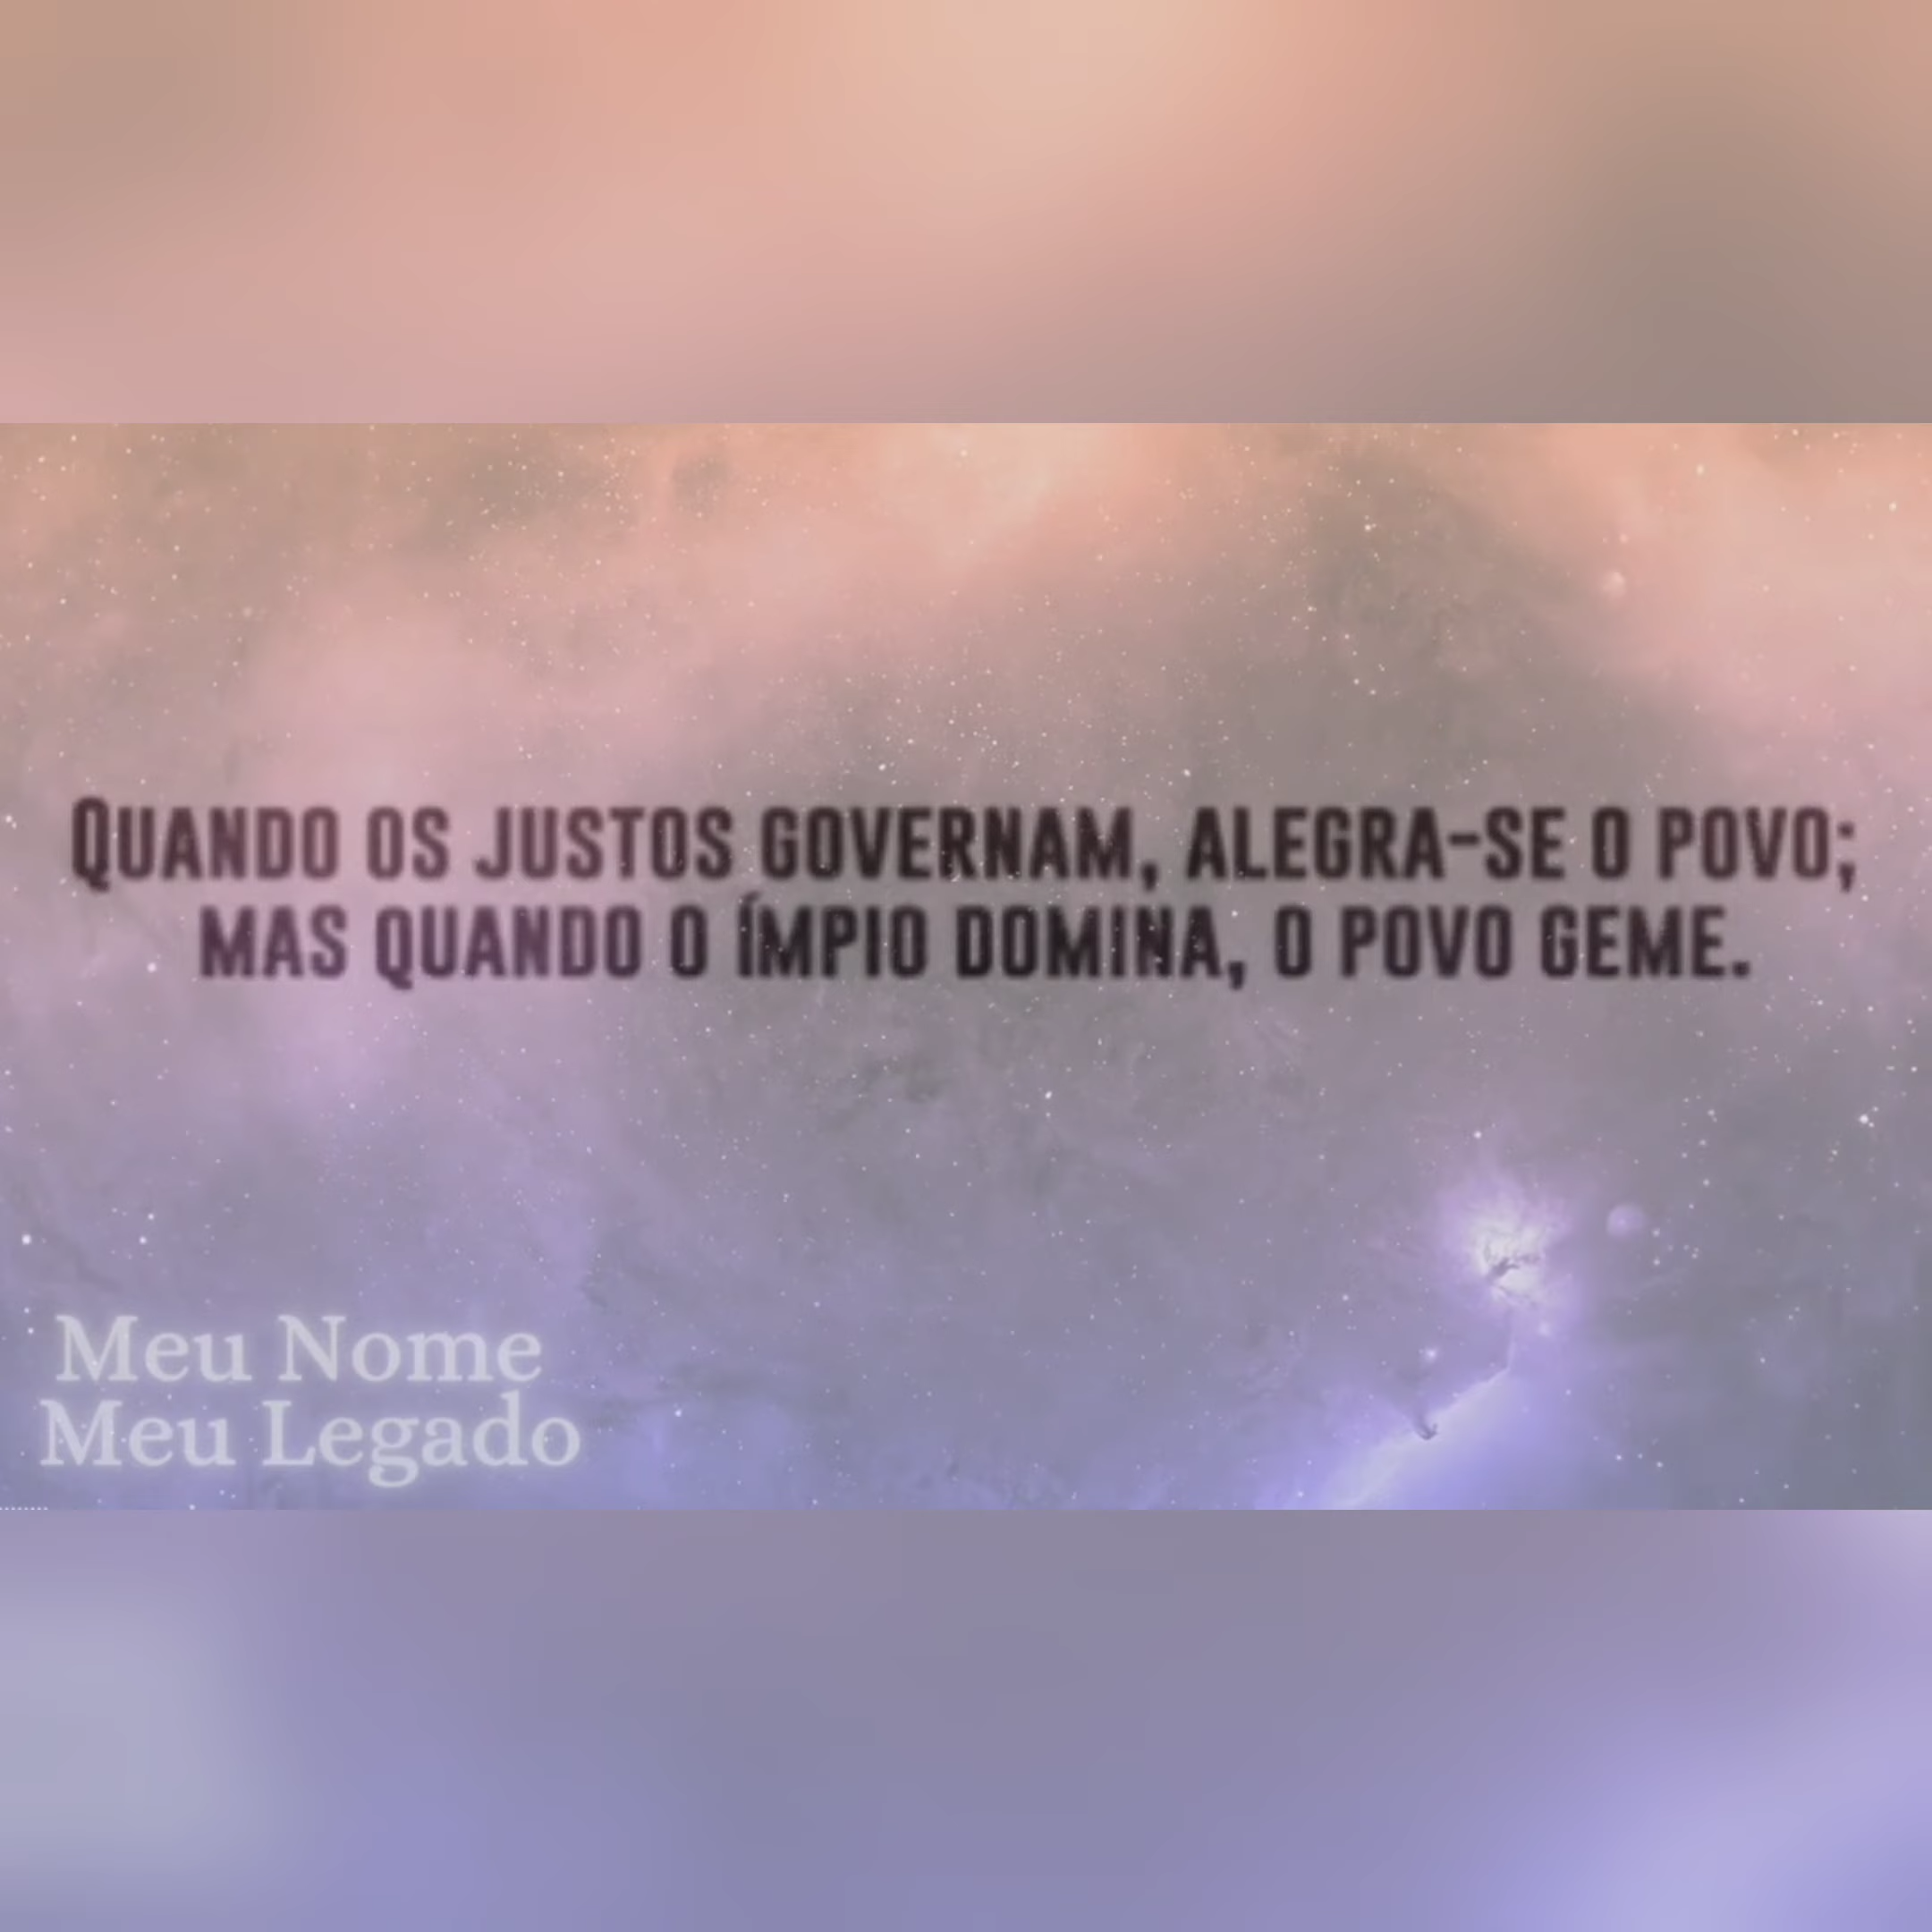 Quando os justos governam, alegra-se o povo;
mas quando o ímpio domina, o povo geme.
Meu Nome
Meu Legado